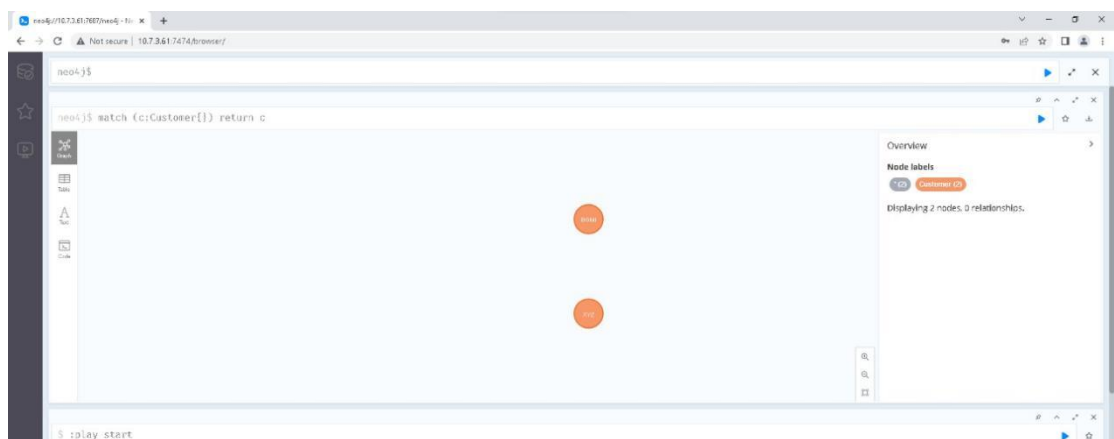 neo4j://10.7.3.61:7687/neo4j - Ne
Not secure | 10.7.3.61:7474/browser/
neo4j$
neo4j$ match (c:Customer{}) return c
Graph
Overview
Node labels
* (2) Customer (2)
Displaying 2 nodes, 0 relationships.
Table
Text
xyz
Code
$ :play start